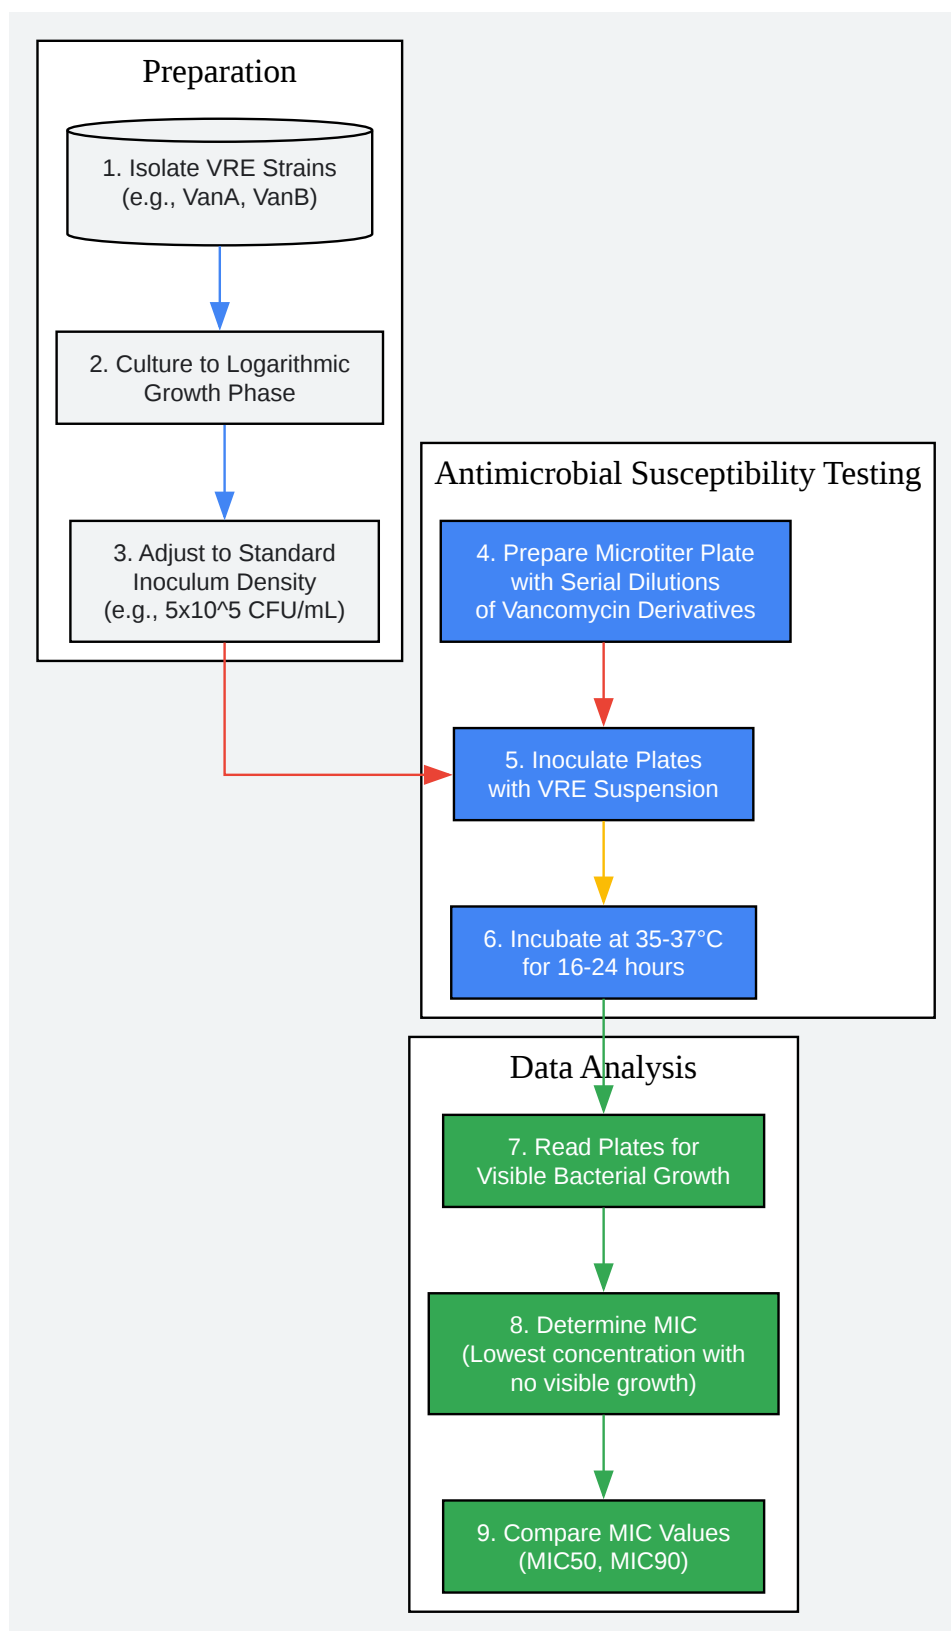 Preparation
1. Isolate VRE Strains
(e.g., VanA, VanB)
2. Culture to Logarithmic
Growth Phase
3. Adjust to Standard
Inoculum Density
(e.g., 5x10^5 CFU/mL)
Antimicrobial Susceptibility Testing
4. Prepare Microtiter Plate
with Serial Dilutions
of Vancomycin Derivatives
5. Inoculate Plates
with VRE Suspension
6. Incubate at 35-37°C
for 16-24 hours
Data Analysis
7. Read Plates for
Visible Bacterial Growth
8. Determine MIC
(Lowest concentration with
no visible growth)
9. Compare MIC Values
(MIC50, MIC90)